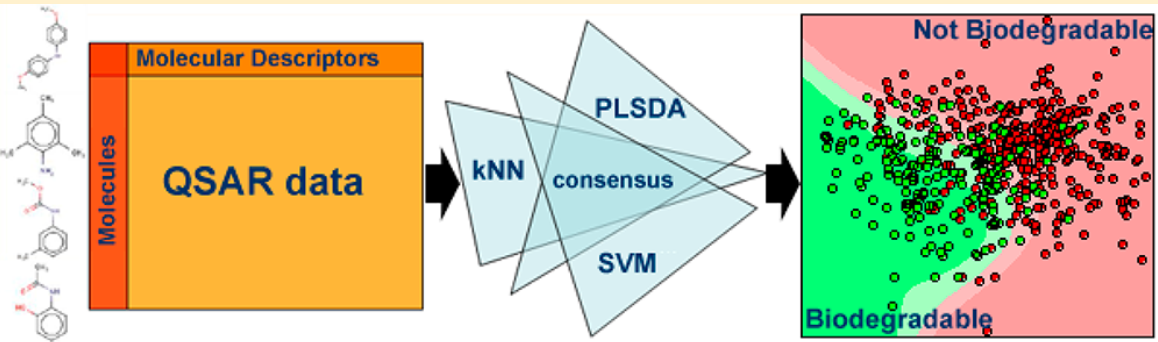 Molecular Descriptors
Molecules
QSAR data
PLSDA
kNN
consensus
SVM
Not Biodegradable
Biodegradable